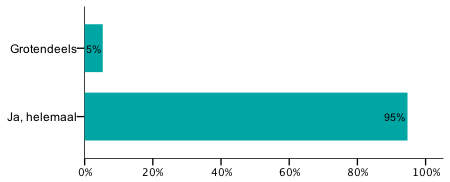 Grotendeels 5%
Ja, helemaal 95%
0% 20% 40% 60% 80% 100%